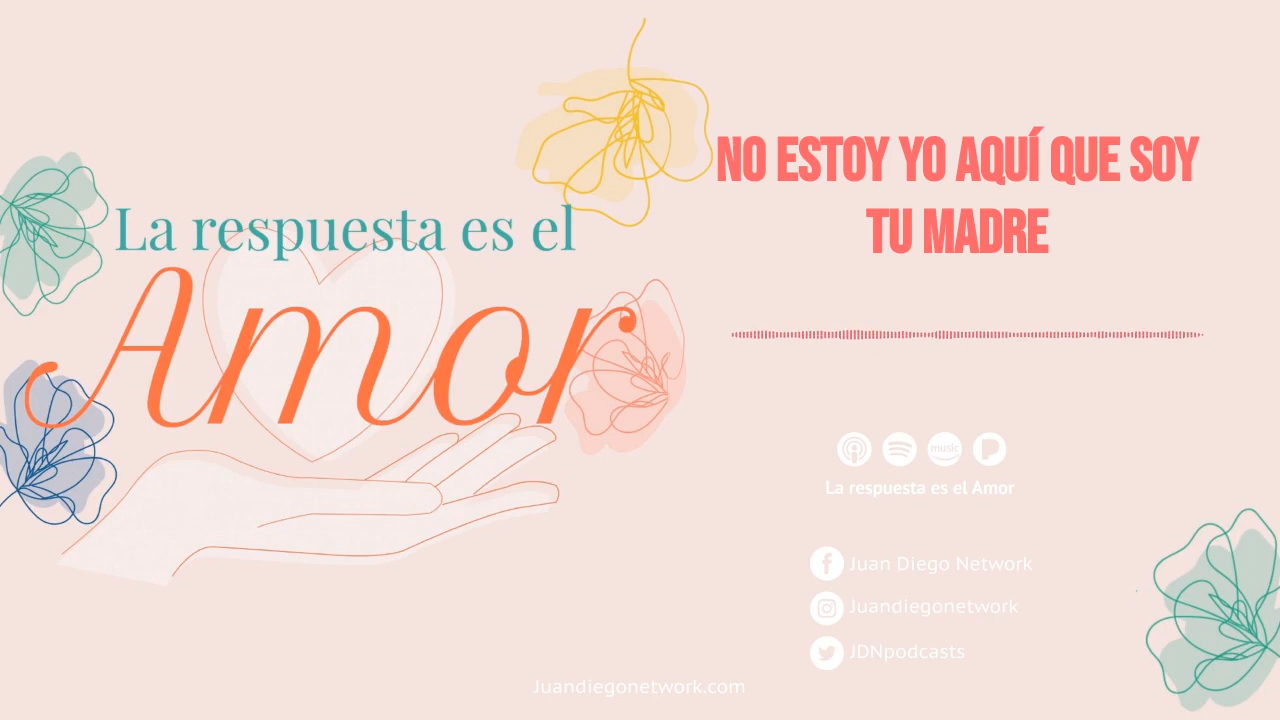 La respuesta es el
Amor
NO ESTOY YO AQUÍ QUE SOY
TU MADRE
music
La respuesta es el Amor
Juan Diego Network
Juandiegonetwork
JDNpodcasts
Juandiegonetwork.com